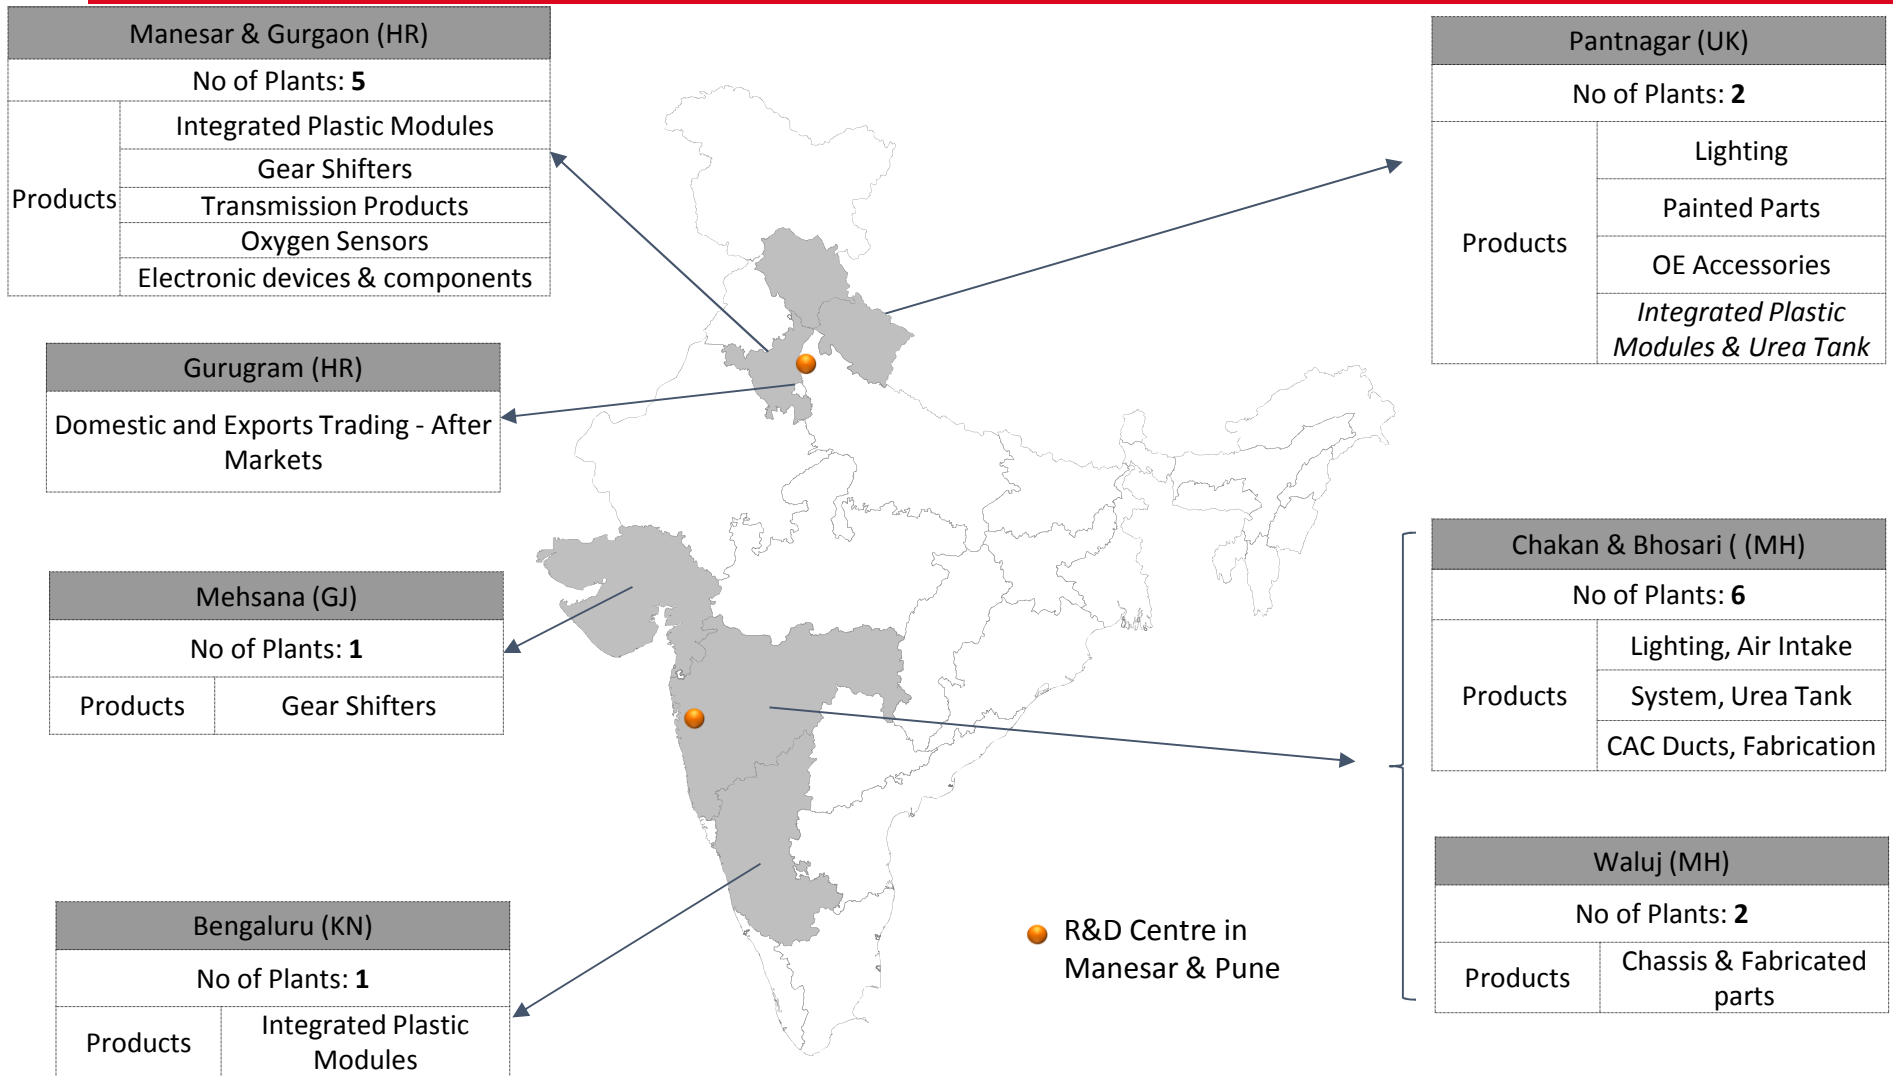 Manesar & Gurgaon (HR)
No of Plants: 5
Products
Integrated Plastic Modules
Gear Shifters
Transmission Products
Oxygen Sensors
Electronic devices & components
Gurugram (HR)
Domestic and Exports Trading - After
Markets
Mehsana (GJ)
No of Plants: 1
Products
Gear Shifters
Bengaluru (KN)
No of Plants: 1
Products
Integrated Plastic
Modules
R&D Centre in
Manesar & Pune
Pantnagar (UK)
No of Plants: 2
Products
Lighting
Painted Parts
OE Accessories
Integrated Plastic
Modules & Urea Tank
Chakan & Bhosari ( (MH)
No of Plants: 6
Products
Lighting, Air Intake
System, Urea Tank
CAC Ducts, Fabrication
Waluj (MH)
No of Plants: 2
Products
Chassis & Fabricated
parts